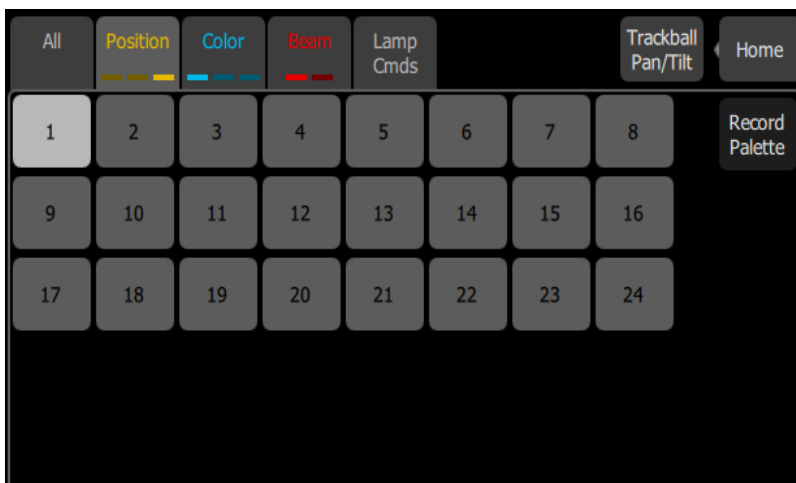 All Position Color Beam Lamp Cmds Trackball Pan/Tilt Home
1 2 3 4 5 6 7 8 Record Palette
9 10 11 12 13 14 15 16
17 18 19 20 21 22 23 24